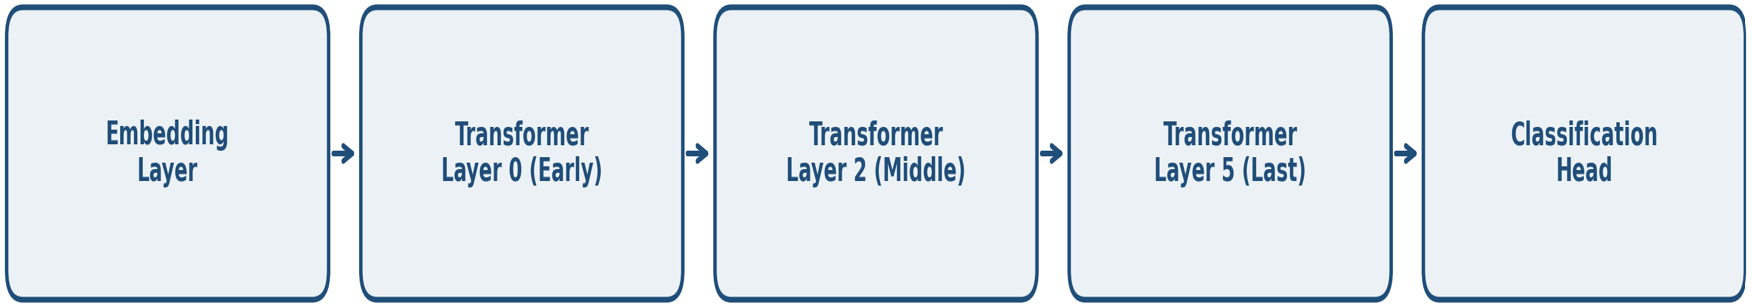 Embedding
Layer
Transformer
Layer 0 (Early)
Transformer
Layer 2 (Middle)
Transformer
Layer 5 (Last)
Classification
Head